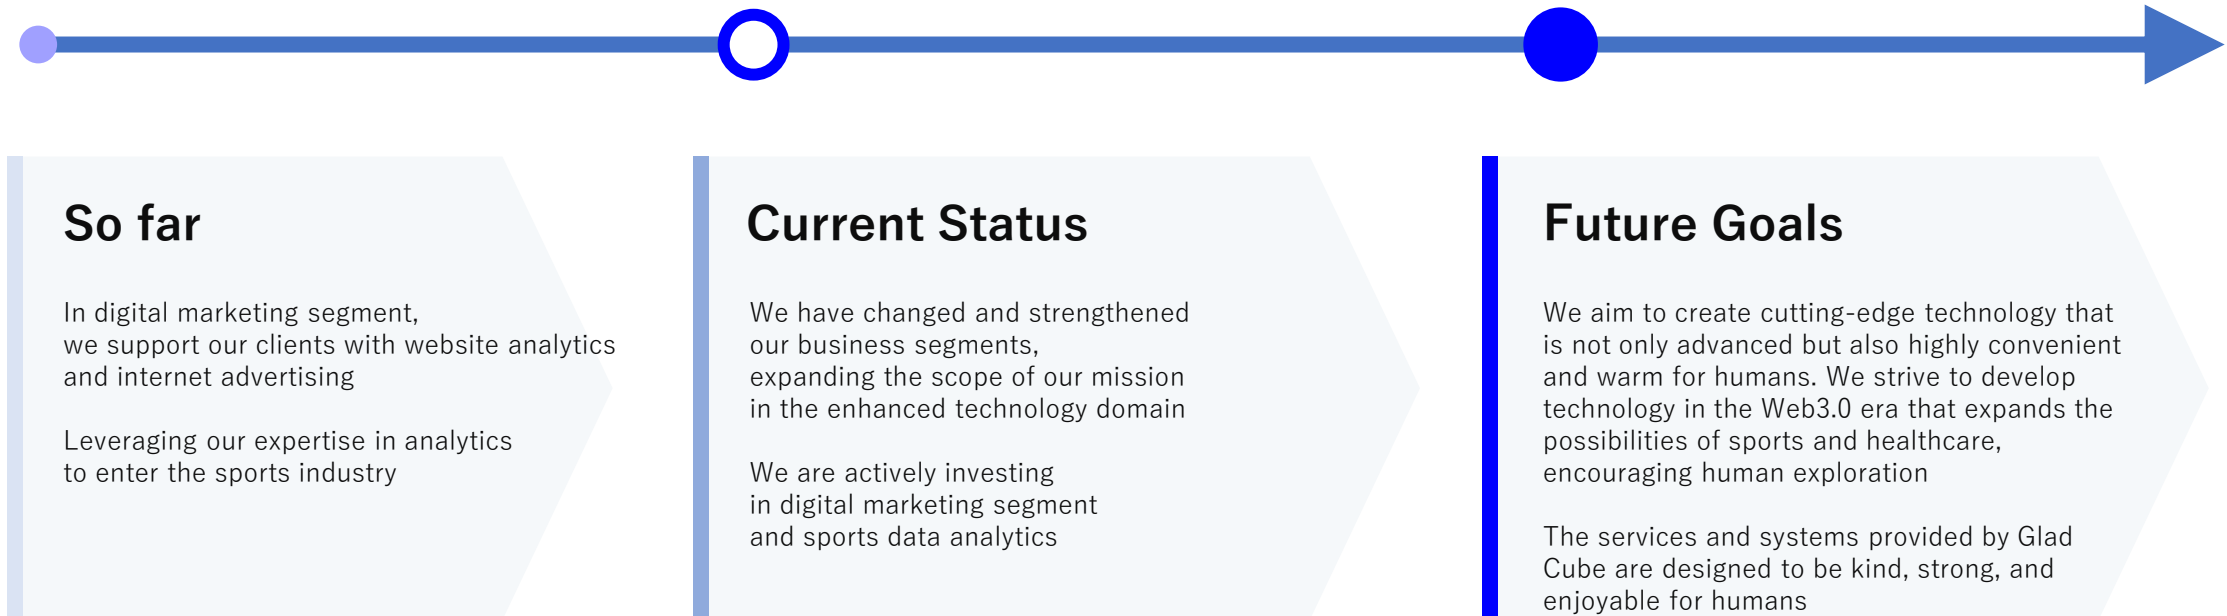 So far
In digital marketing segment,
we support our clients with website analytics
and internet advertising
Leveraging our expertise in analytics
to enter the sports industry
Current Status
We have changed and strengthened
our business segments,
expanding the scope of our mission
in the enhanced technology domain
We are actively investing
in digital marketing segment
and sports data analytics
Future Goals
We aim to create cutting-edge technology that
is not only advanced but also highly convenient
and warm for humans. We strive to develop
technology in the Web3.0 era that expands the
possibilities of sports and healthcare,
encouraging human exploration
The services and systems provided by Glad
Cube are designed to be kind, strong, and
enjoyable for humans